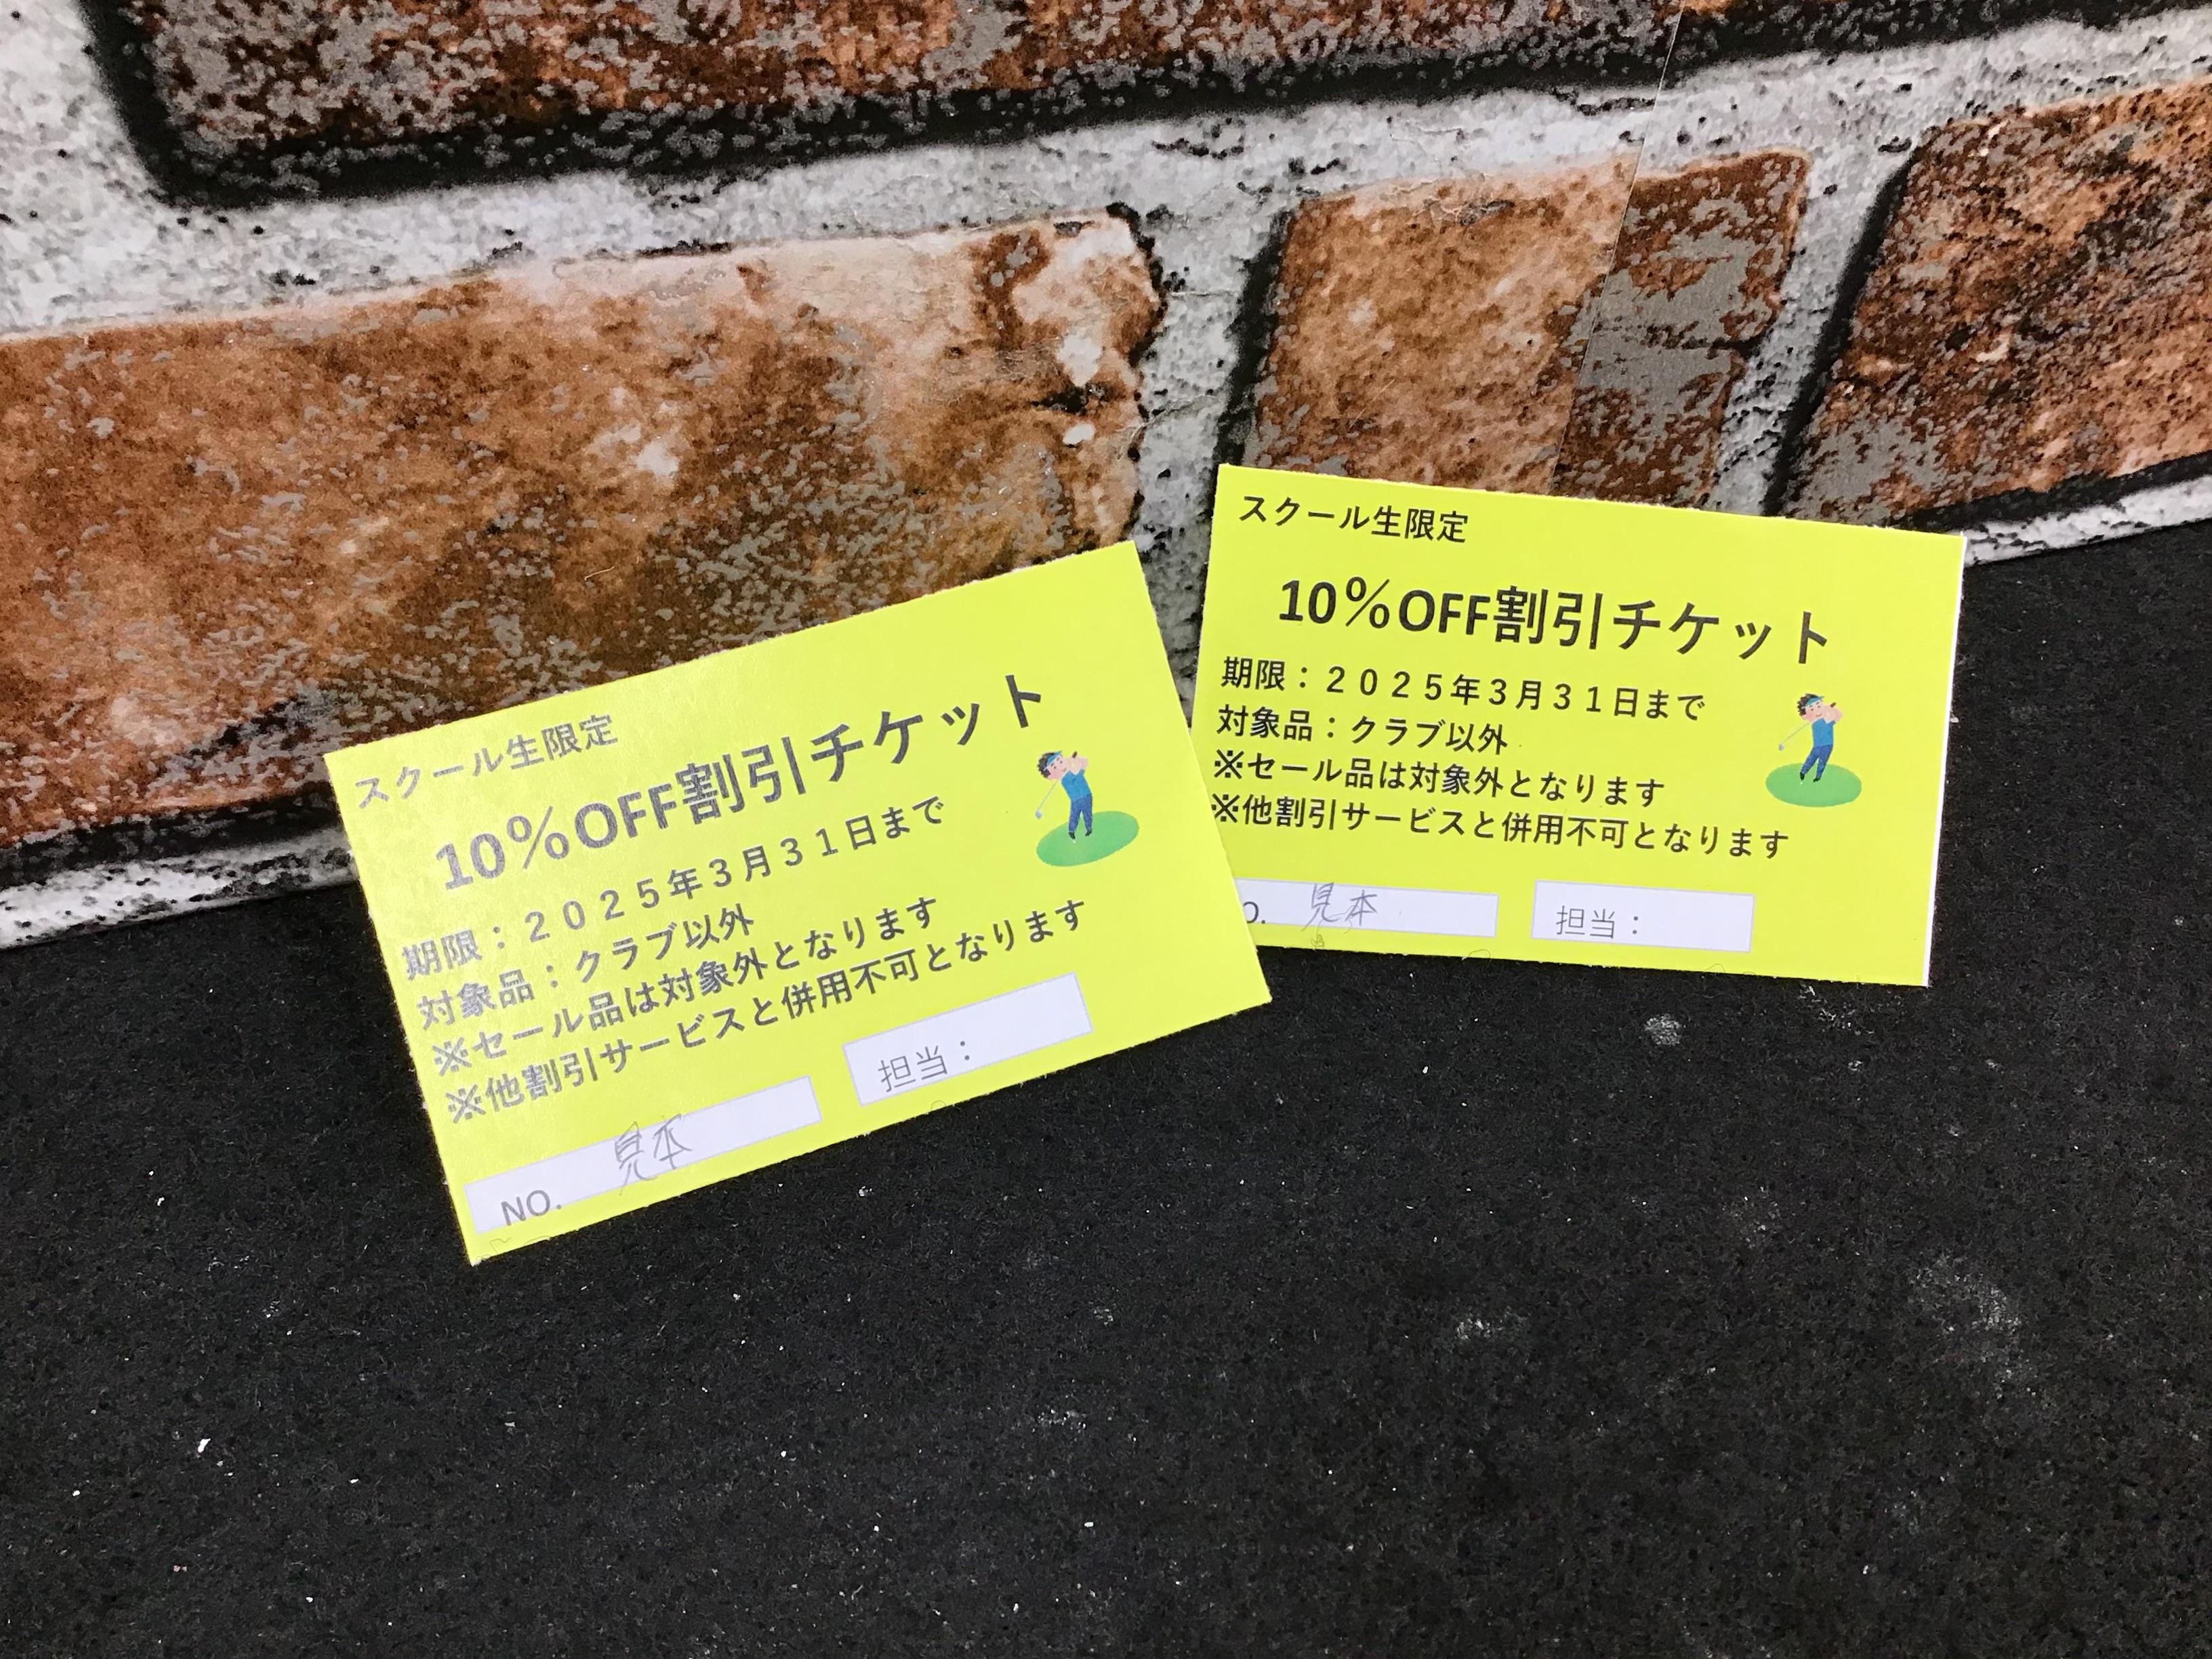 スクール生限定
10%OFF割引チケット
期限：２０２５年３月３１日まで
対象品：クラブ以外
※セール品は対象外となります
※他割引サービスと併用不可となります
NO. 見本
担当：
スクール生限定
10%OFF割引チケット
期限：２０２５年３月３１日まで
対象品：クラブ以外
※セール品は対象外となります
※他割引サービスと併用不可となります
O. 見本
担当：